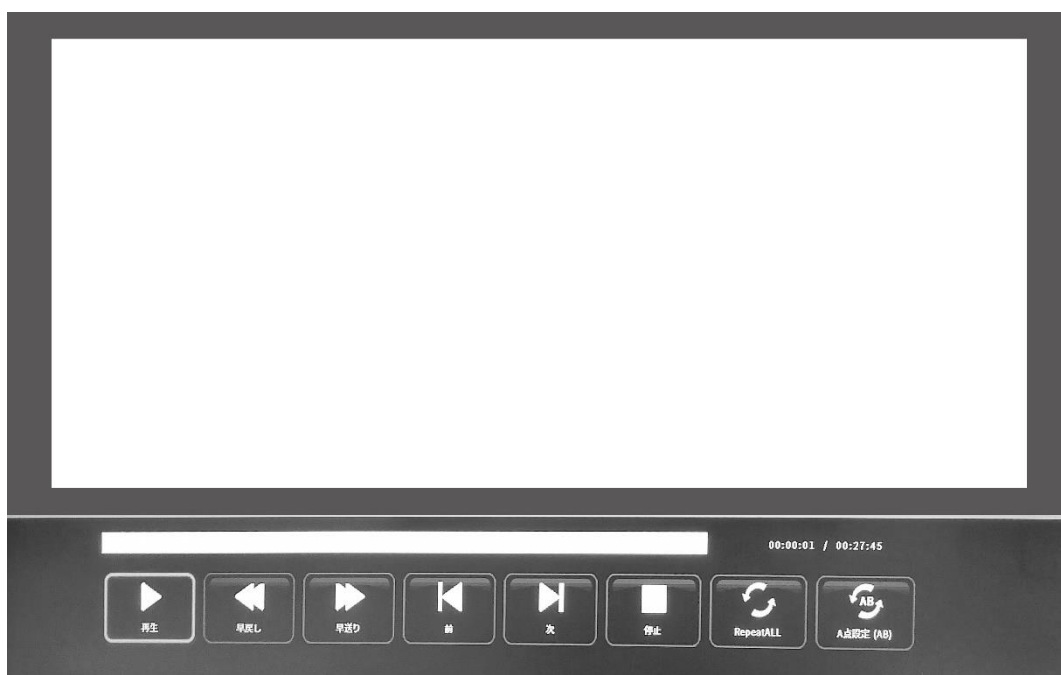 00:00:01 / 00:27:45
再生
早戻し
早送り
前
次
停止
RepeatALL
AB
A点設定 (AB)